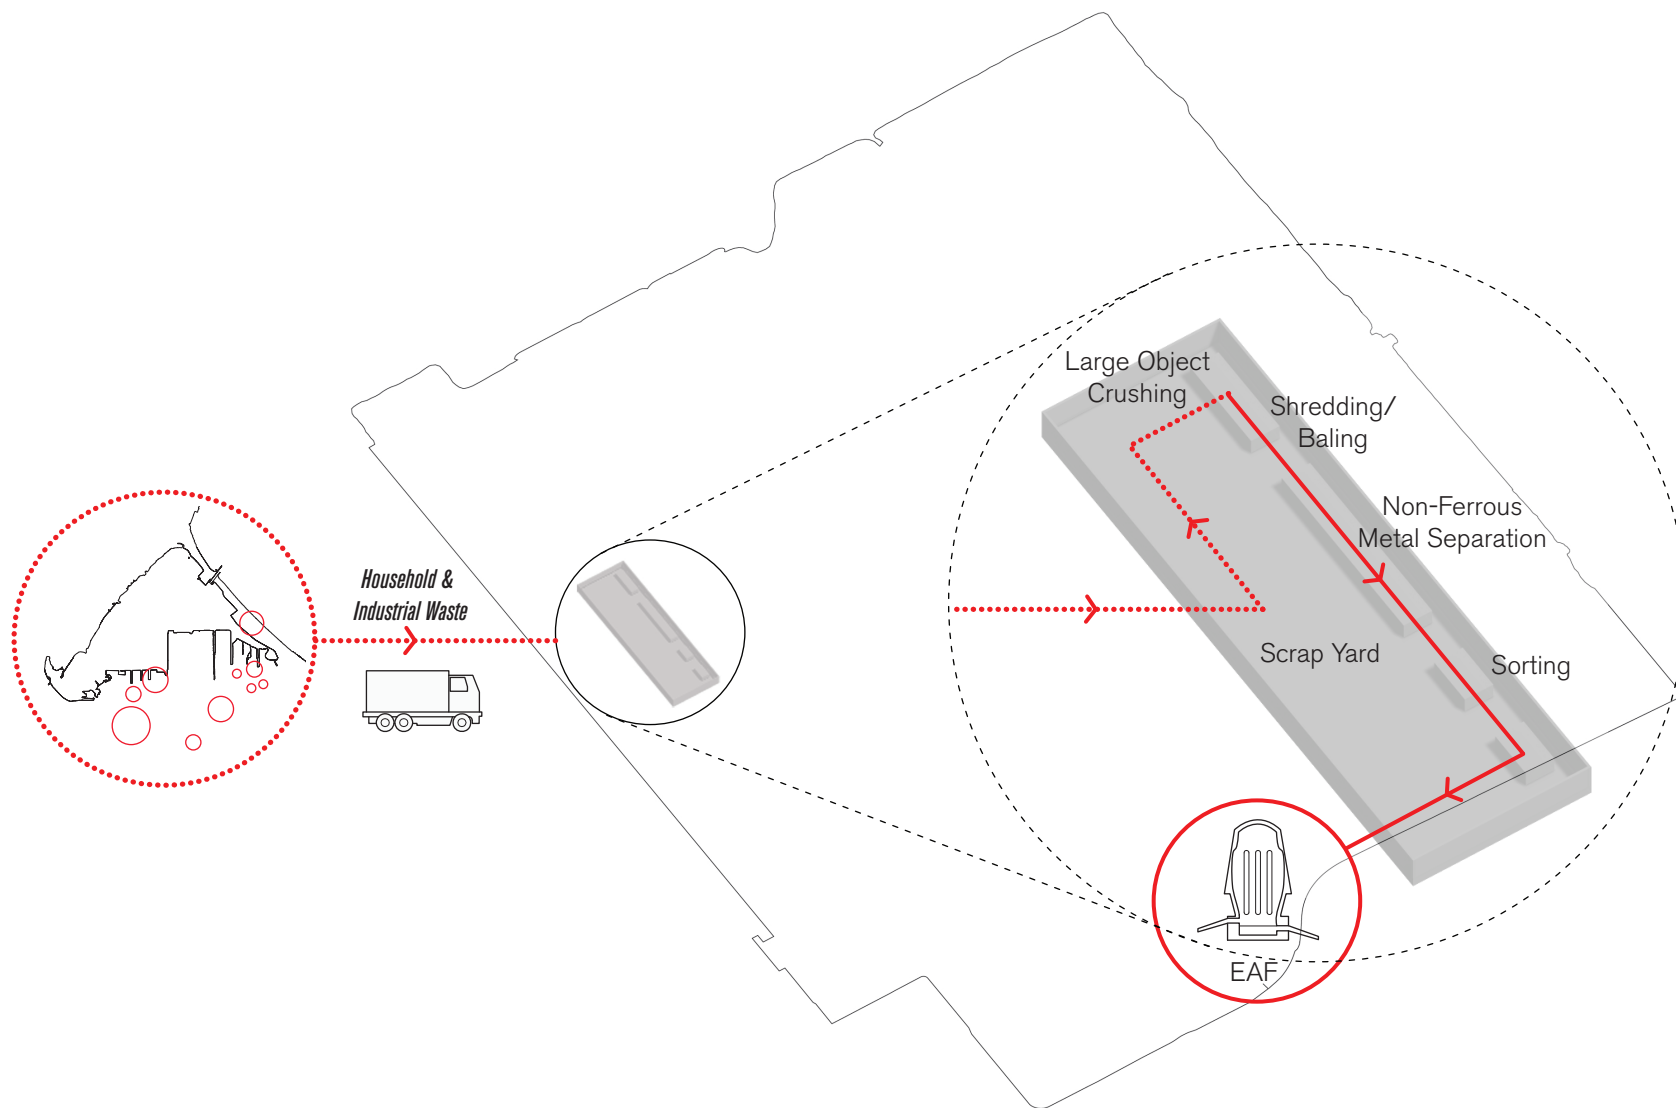 Household &
Industrial Waste
Large Object
Crushing
Shredding/
Baling
Non-Ferrous
Metal Separation
Scrap Yard
Sorting
EAF